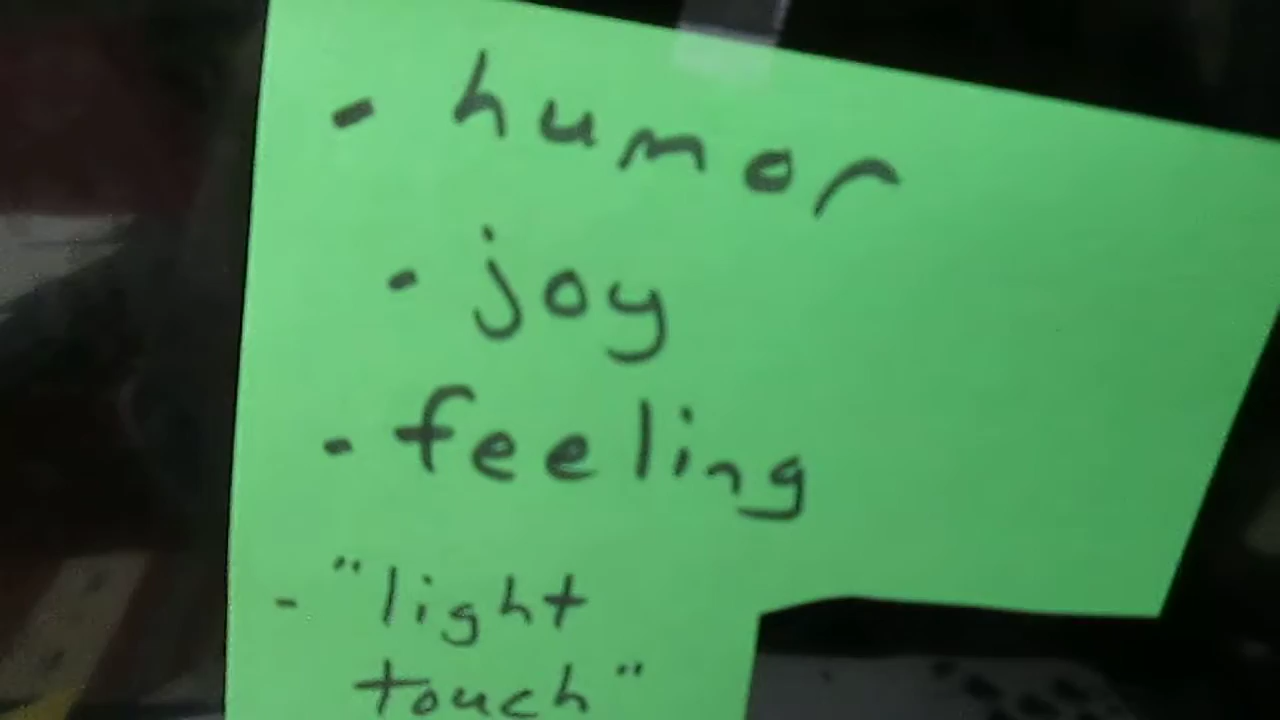 - humor
- joy
- feeling
- "light
touch"